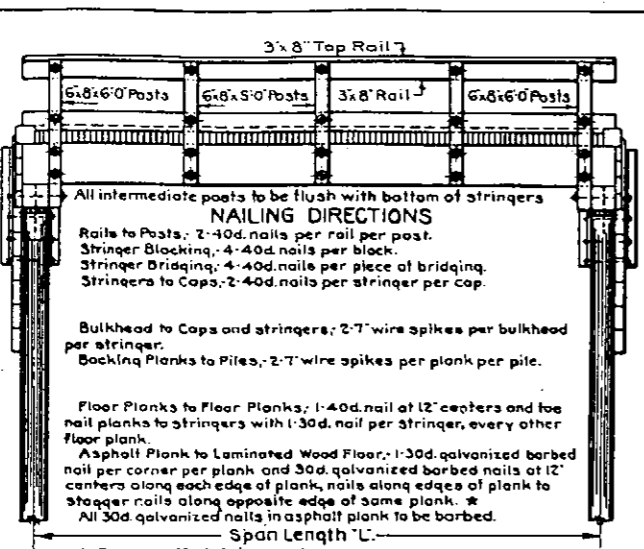 3"x 8" Top Rail
6"x8"x6'-0" Posts 6"x8"x5'-0" Posts 3"x8" Rail 6"x8"x6'-0" Posts
All intermediate posts to be flush with bottom of stringers
NAILING DIRECTIONS
Rails to Posts,- 2-40d. nails per rail per post.
Stringer Blocking,- 4-40d. nails per block.
Stringer Bridging,- 4-40d. nails per piece of bridging.
Stringers to Caps,- 2-40d. nails per stringer per cap.
Bulkhead to Caps and stringers,- 2-7" wire spikes per bulkhead
per stringer.
Backing Planks to Piles,- 2-7" wire spikes per plank per pile.
Floor Planks to Floor Planks,- 1-40d. nail at 12" centers and toe
nail planks to stringers with 1-30d. nail per stringer, every other
floor plank.
Asphalt Plank to Laminated Wood Floor,- 1-30d. galvanized barbed
nail per corner per plank and 30d. galvanized barbed nails at 12"
centers along each edge of plank, nails along edges of plank to
stagger nails along opposite edge of same plank. ★
All 30d. galvanized nails in asphalt plank to be barbed.
Span Length "L".